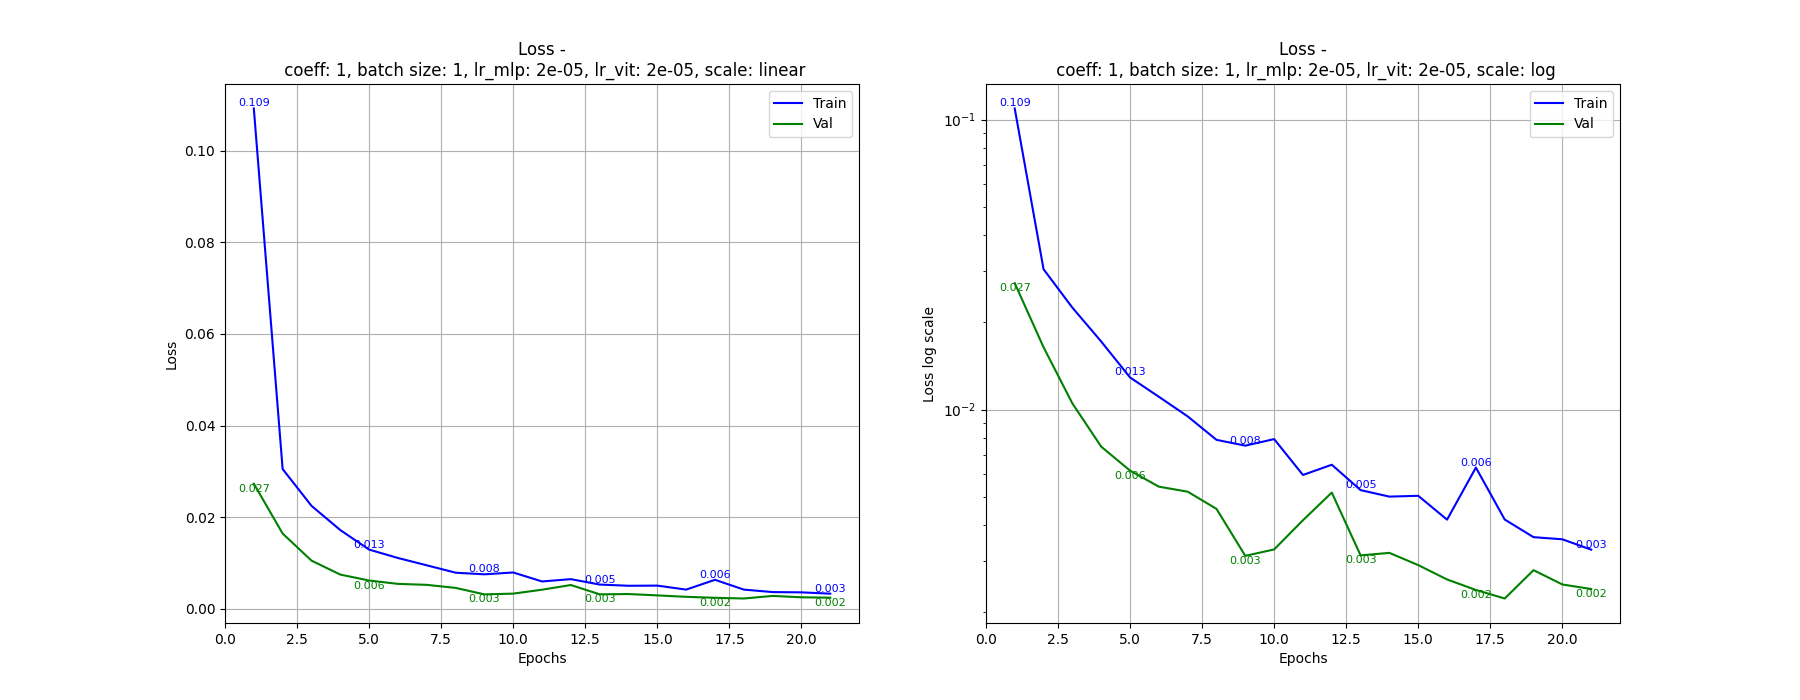 Loss -
coeff: 1, batch size: 1, lr_mlp: 2e-05, lr_vit: 2e-05, scale: linear
Train
Val
0.109
0.027
0.013
0.006
0.008
0.003
0.005
0.003
0.006
0.002
0.003
0.002
0.10
0.08
0.06
0.04
0.02
0.00
Loss
0.0 2.5 5.0 7.5 10.0 12.5 15.0 17.5 20.0
Epochs
Loss -
coeff: 1, batch size: 1, lr_mlp: 2e-05, lr_vit: 2e-05, scale: log
Train
Val
0.109
0.027
0.013
0.006
0.008
0.003
0.005
0.003
0.006
0.002
0.003
0.002
10⁻¹
10⁻²
Loss log scale
0.0 2.5 5.0 7.5 10.0 12.5 15.0 17.5 20.0
Epochs